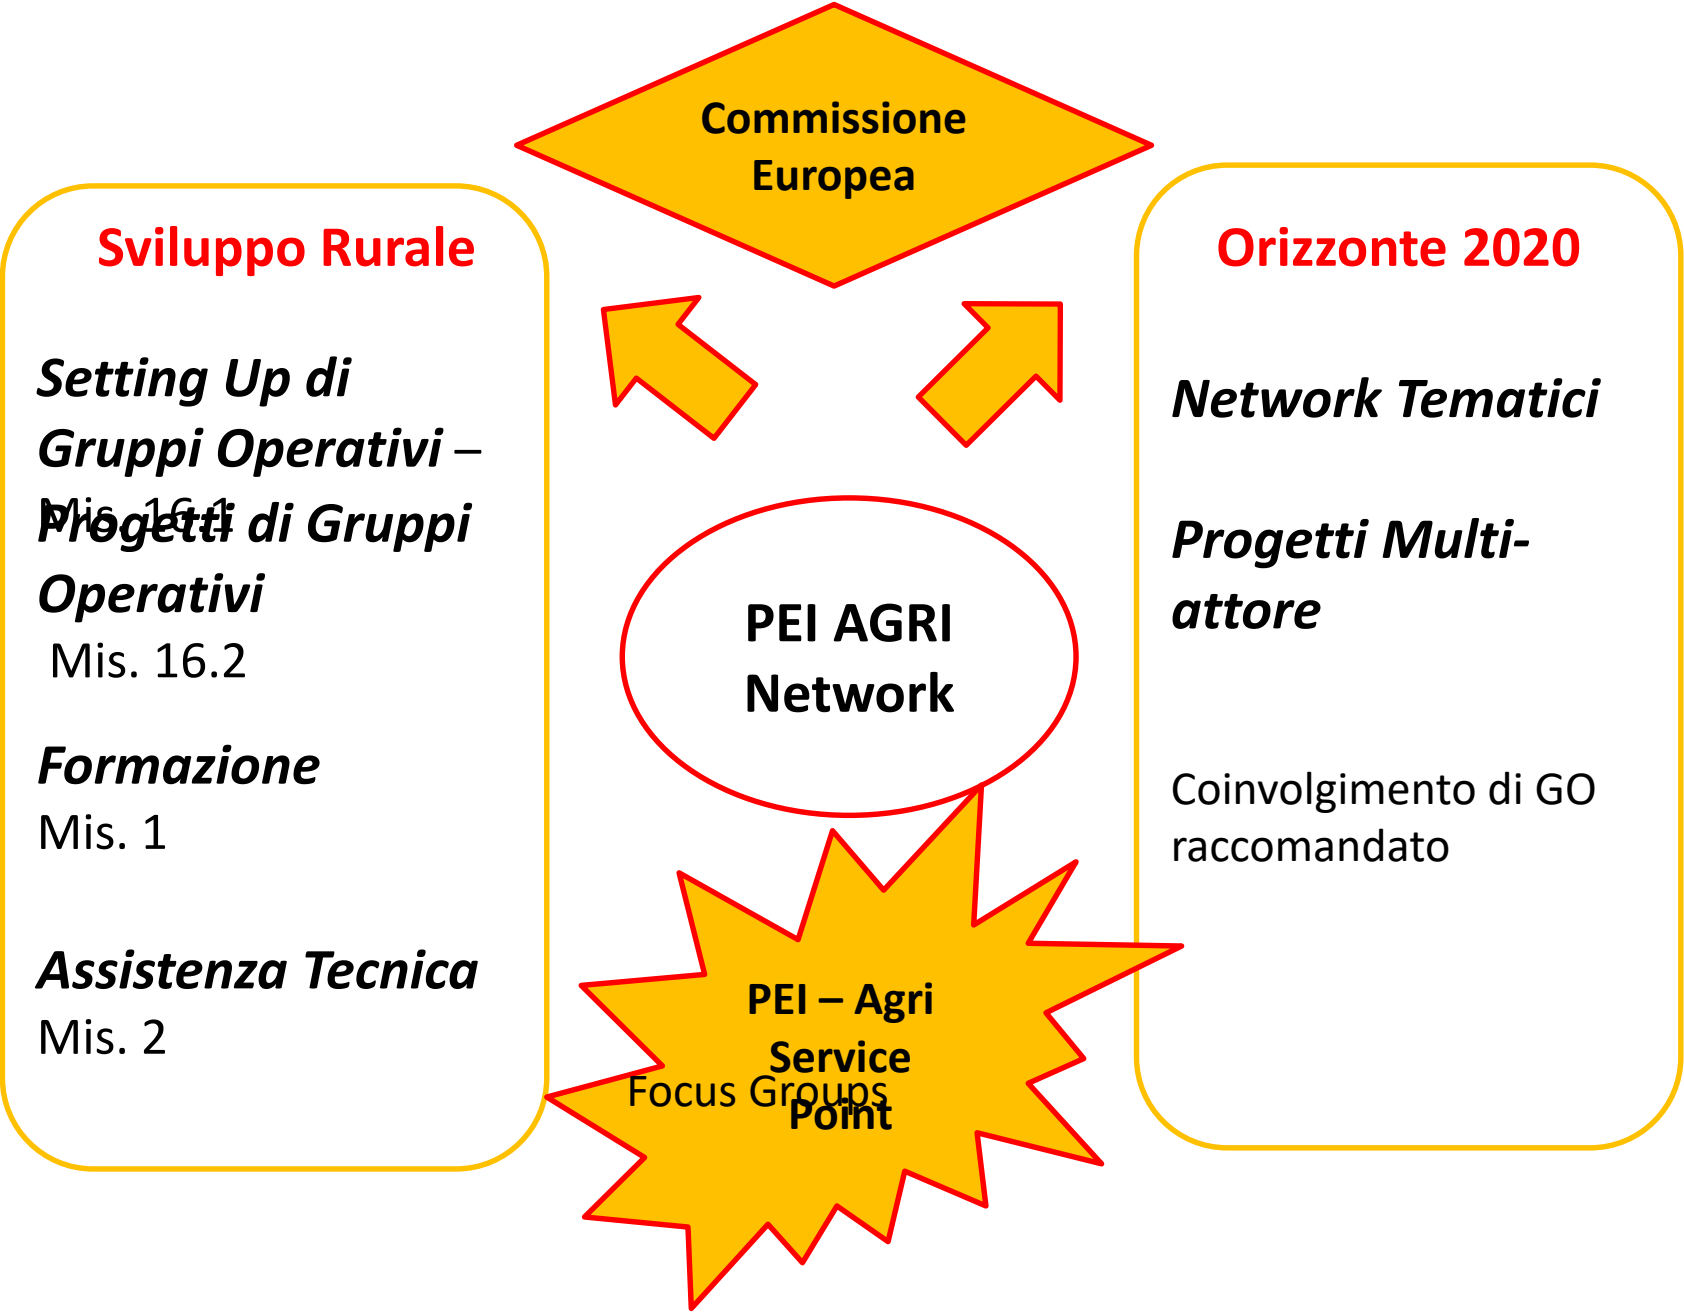 Commissione
Europea
Sviluppo Rurale
Setting Up di
Gruppi Operativi –
Mis. 16.1
Progetti di Gruppi
Operativi
Mis. 16.2
Formazione
Mis. 1
Assistenza Tecnica
Mis. 2
PEI AGRI
Network
PEI – Agri
Service
Point
Focus Groups
Orizzonte 2020
Network Tematici
Progetti Multi-
attore
Coinvolgimento di GO
raccomandato